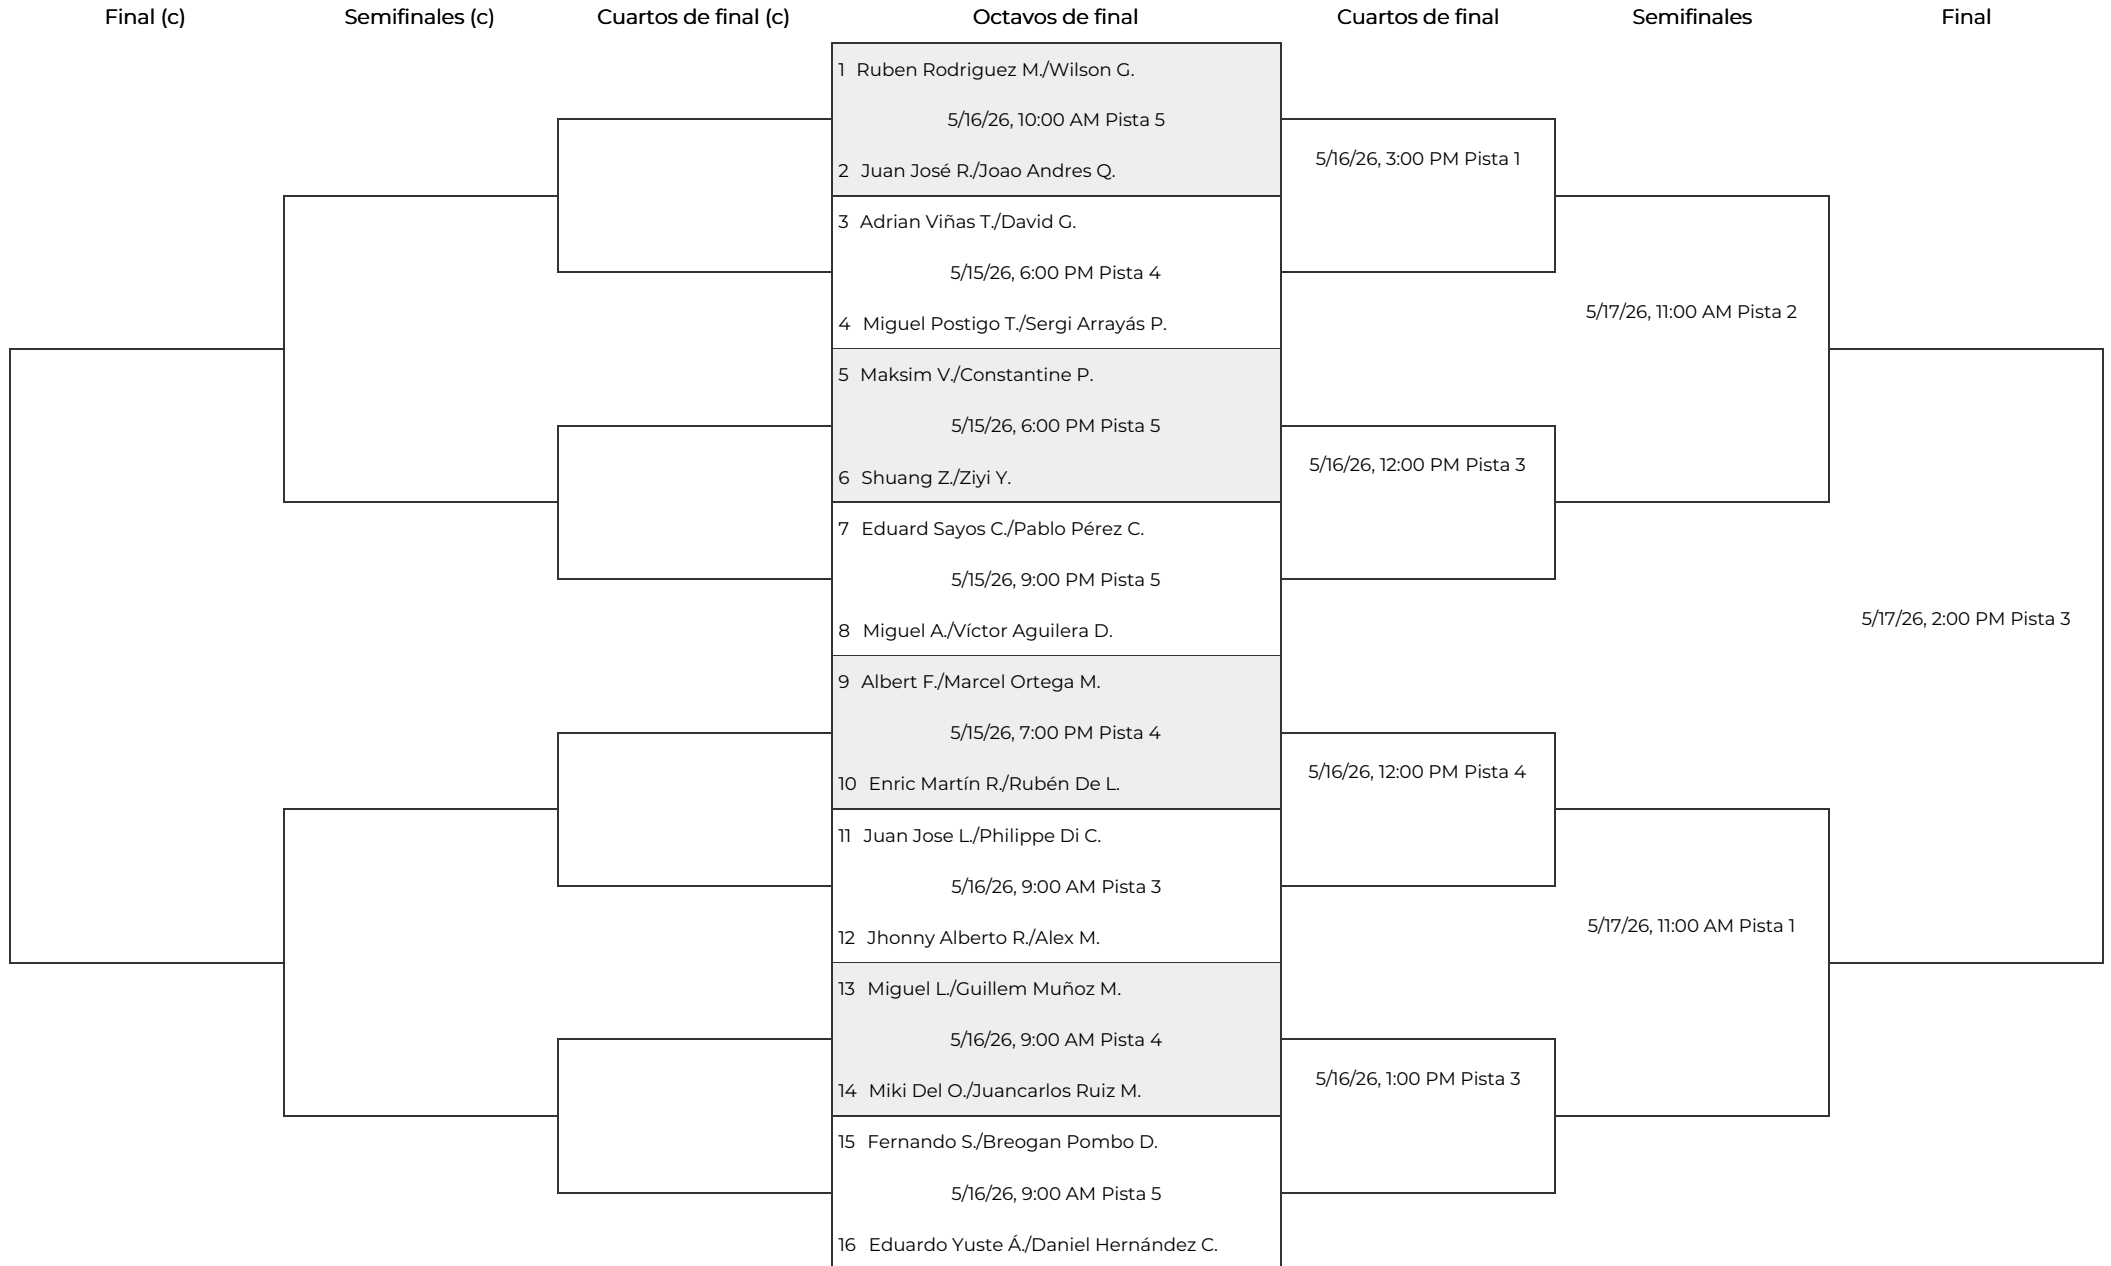 Final (c)
Semifinales (c)
Cuartos de final (c)
Octavos de final
Cuartos de final
Semifinales
Final
1 Ruben Rodriguez M./Wilson G.
5/16/26, 10:00 AM Pista 5
2 Juan José R./Joao Andres Q.
3 Adrian Viñas T./David G.
5/15/26, 6:00 PM Pista 4
4 Miguel Postigo T./Sergi Arrayás P.
5 Maksim V./Constantine P.
5/15/26, 6:00 PM Pista 5
6 Shuang Z./Ziyi Y.
7 Eduard Sayos C./Pablo Pérez C.
5/15/26, 9:00 PM Pista 5
8 Miguel A./Víctor Aguilera D.
9 Albert F./Marcel Ortega M.
5/15/26, 7:00 PM Pista 4
10 Enric Martín R./Rubén De L.
11 Juan Jose L./Philippe Di C.
5/16/26, 9:00 AM Pista 3
12 Jhonny Alberto R./Alex M.
13 Miguel L./Guillem Muñoz M.
5/16/26, 9:00 AM Pista 4
14 Miki Del O./Juancarlos Ruiz M.
15 Fernando S./Breogan Pombo D.
5/16/26, 9:00 AM Pista 5
16 Eduardo Yuste Á./Daniel Hernández C.
5/16/26, 3:00 PM Pista 1
5/16/26, 12:00 PM Pista 3
5/16/26, 12:00 PM Pista 4
5/16/26, 1:00 PM Pista 3
5/17/26, 11:00 AM Pista 2
5/17/26, 11:00 AM Pista 1
5/17/26, 2:00 PM Pista 3